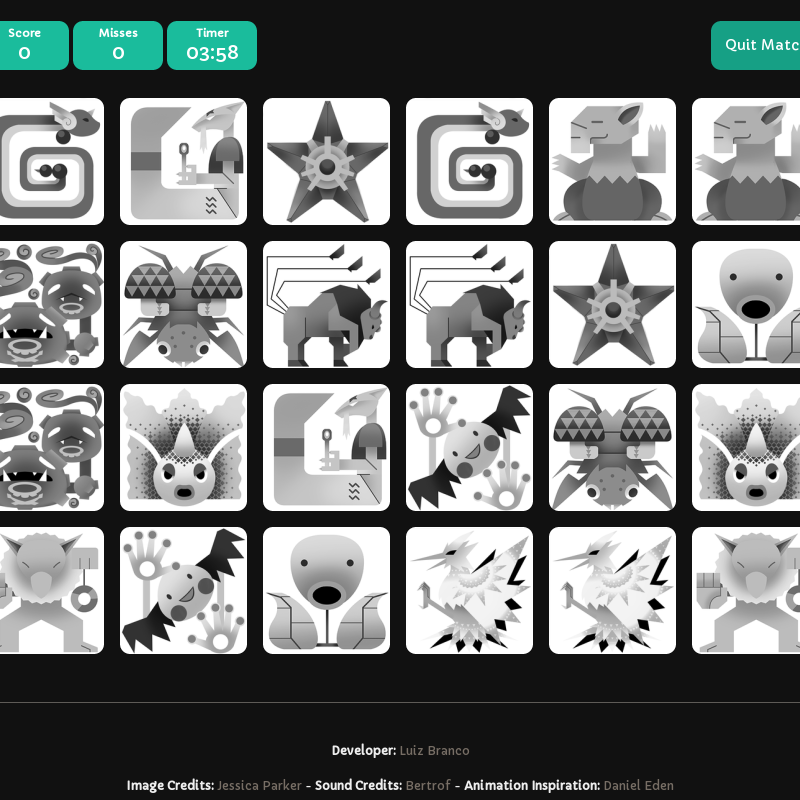 Score
0
Misses
0
Timer
03:58
Quit Matc
Developer: Luiz Branco
Image Credits: Jessica Parker - Sound Credits: Bertrof - Animation Inspiration: Daniel Eden